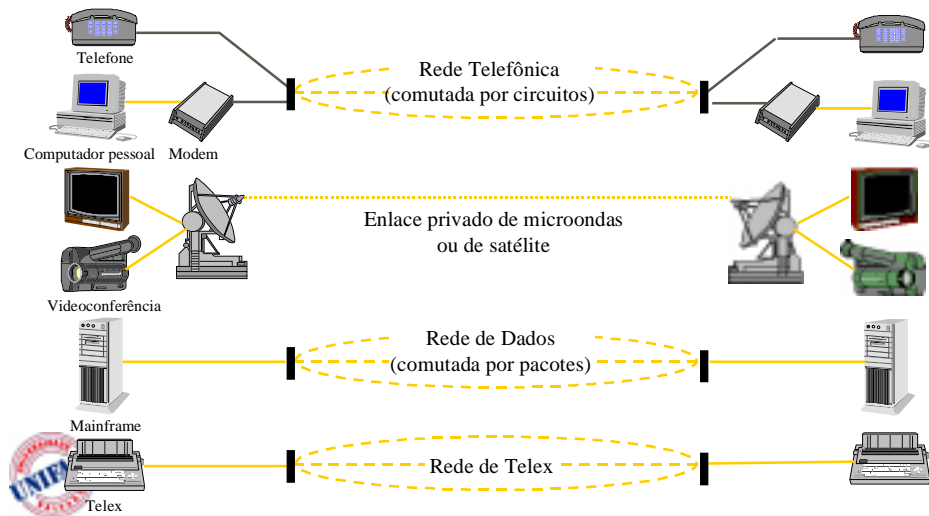 Telefone
Rede Telefônica
(comutada por circuitos)
Computador pessoal
Modem
Enlace privado de microondas
ou de satélite
Videoconferência
Rede de Dados
(comutada por pacotes)
Mainframe
Rede de Telex
Telex